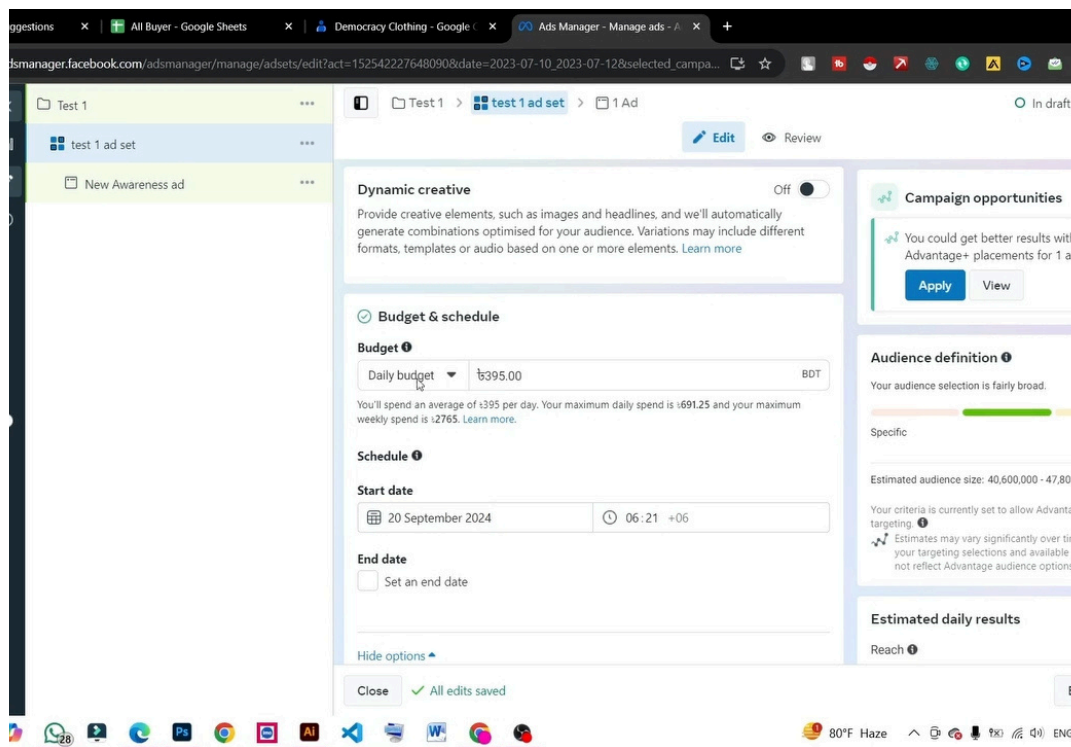 ggestions
All Buyer - Google Sheets
Democracy Clothing - Google
Ads Manager - Manage ads - A
dsmanager.facebook.com/adsmanager/manage/adsets/edit?act=152542227648090&date=2023-07-10_2023-07-12&selected_campa...
Test 1
test 1 ad set
New Awareness ad
Test 1 > test 1 ad set > 1 Ad
In draft
Edit
Review
Dynamic creative
Off
Provide creative elements, such as images and headlines, and we'll automatically
generate combinations optimised for your audience. Variations may include different
formats, templates or audio based on one or more elements. Learn more
Budget & schedule
Budget
Daily budget
৳395.00
BDT
You'll spend an average of ৳395 per day. Your maximum daily spend is ৳691.25 and your maximum
weekly spend is ৳2765. Learn more.
Schedule
Start date
20 September 2024
06:21 +06
End date
Set an end date
Hide options
Close
All edits saved
Campaign opportunities
You could get better results with
Advantage+ placements for 1 a
Apply
View
Audience definition
Your audience selection is fairly broad.
Specific
Estimated audience size: 40,600,000 - 47,80
Your criteria is currently set to allow Advanta
targeting.
Estimates may vary significantly over ti
your targeting selections and available
not reflect Advantage audience options
Estimated daily results
Reach
28
Ps
Ai
W
80°F Haze
ENG